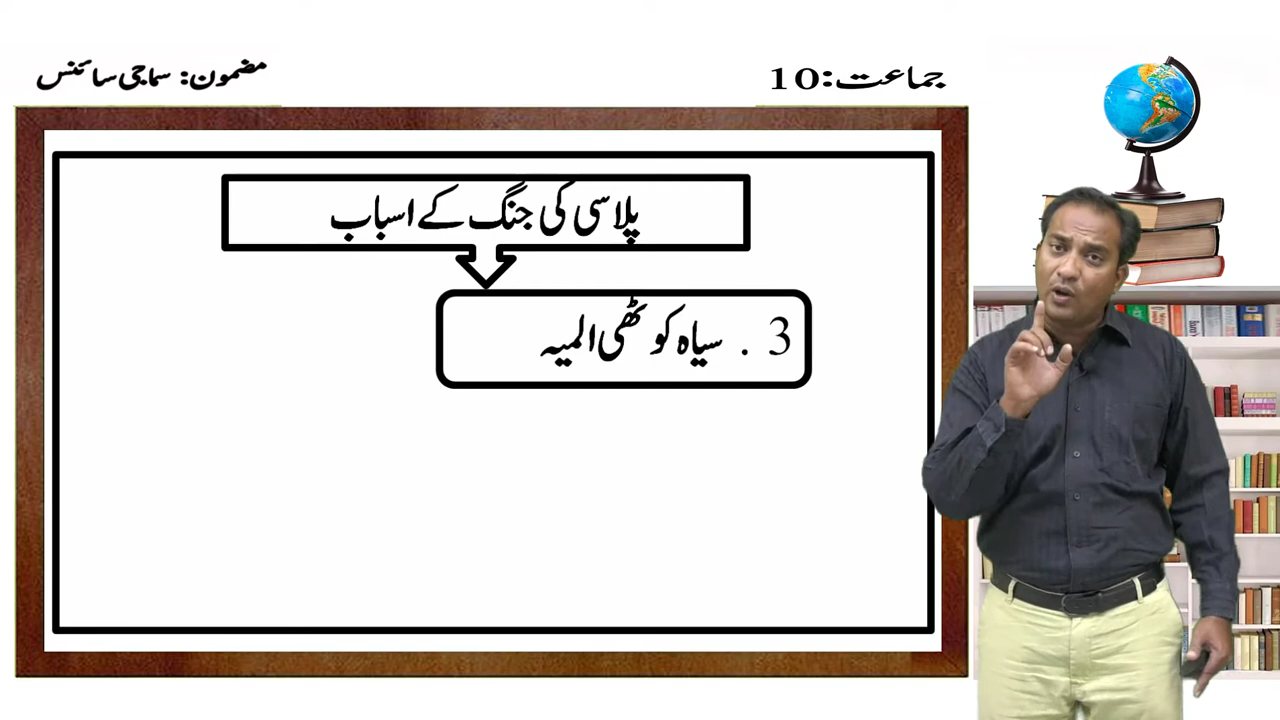 جماعت:10
مضمون: سماجی سائنس
پلاسی کی جنگ کے اسباب
3 . سیاہ کوٹھی المیہ